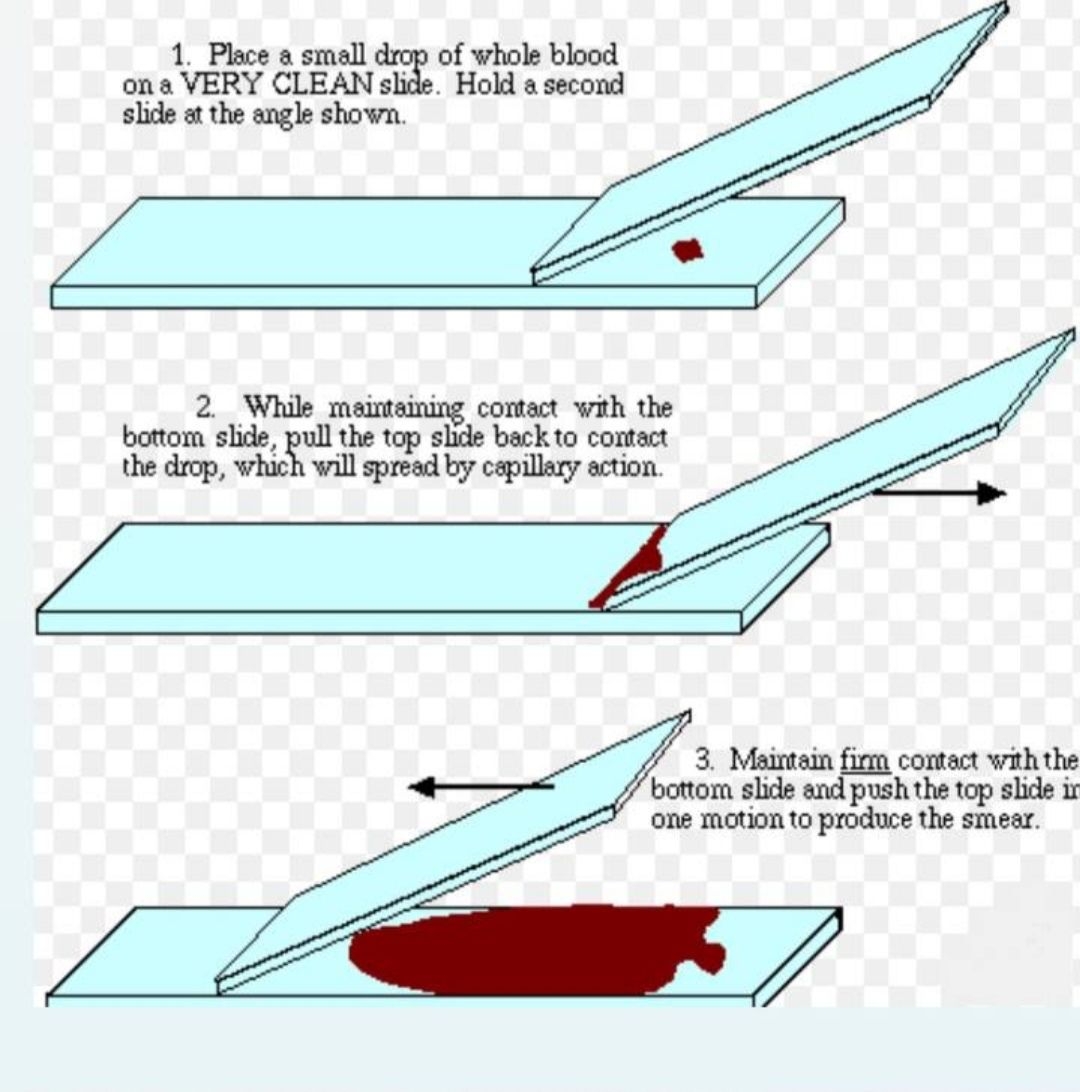 1. Place a small drop of whole blood
on a VERY CLEAN slide. Hold a second
slide at the angle shown.
2. While maintaining contact with the
bottom slide, pull the top slide back to contact
the drop, which will spread by capillary action.
3. Maintain firm contact with the
bottom slide and push the top slide in
one motion to produce the smear.